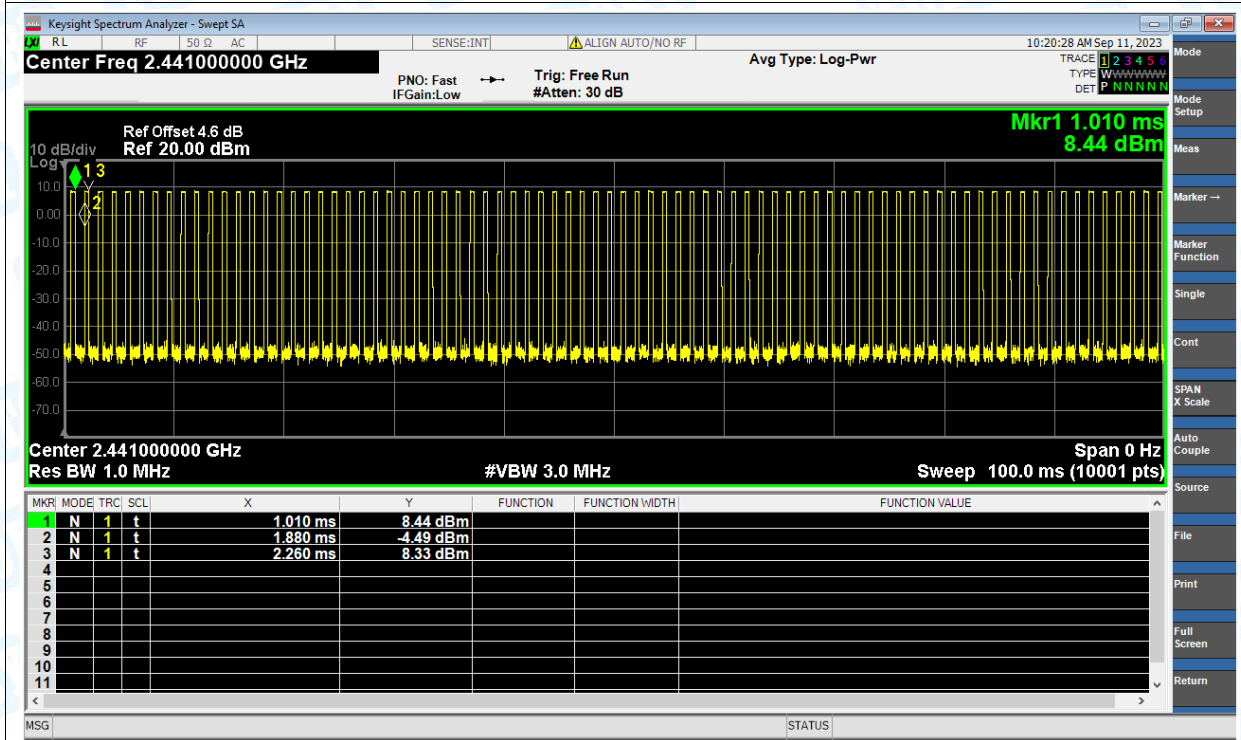 Keysight Spectrum Analyzer - Swept SA
LXI RL RF 50 Ω AC SENSE:INT ALIGN AUTO/NO RF 10:20:28 AM Sep 11, 2023
Center Freq 2.441000000 GHz
PNO: Fast
IFGain:Low
Trig: Free Run
#Atten: 30 dB
Avg Type: Log-Pwr
TRACE 1 2 3 4 5 6
TYPE WWWWWW
DET P N N N N N
Mkr1 1.010 ms
8.44 dBm
Ref Offset 4.6 dB
10 dB/div Ref 20.00 dBm
Log
1 3
2
10.0
0.00
-10.0
-20.0
-30.0
-40.0
-50.0
-60.0
-70.0
Center 2.441000000 GHz Span 0 Hz
Res BW 1.0 MHz #VBW 3.0 MHz Sweep 100.0 ms (10001 pts)
MKR MODE TRC SCL X Y FUNCTION FUNCTION WIDTH FUNCTION VALUE
1 N 1 t 1.010 ms 8.44 dBm
2 N 1 t 1.880 ms -4.49 dBm
3 N 1 t 2.260 ms 8.33 dBm
4
5
6
7
8
9
10
11
MSG STATUS
Mode
Mode
Setup
Meas
Marker →
Marker
Function
Single
Cont
SPAN
X Scale
Auto
Couple
Source
File
Print
Full
Screen
Return